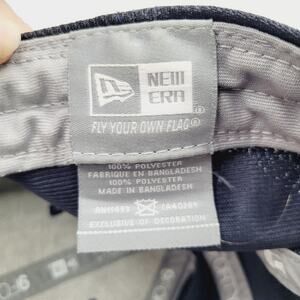 NEW
ERA®
FLY YOUR OWN FLAG®
100% POLYESTER
FABRIQUE EN BANGLADESH
100% POLYESTER
MADE IN BANGLADESH
CA40289
EXCLUSIVE OF DECORATION